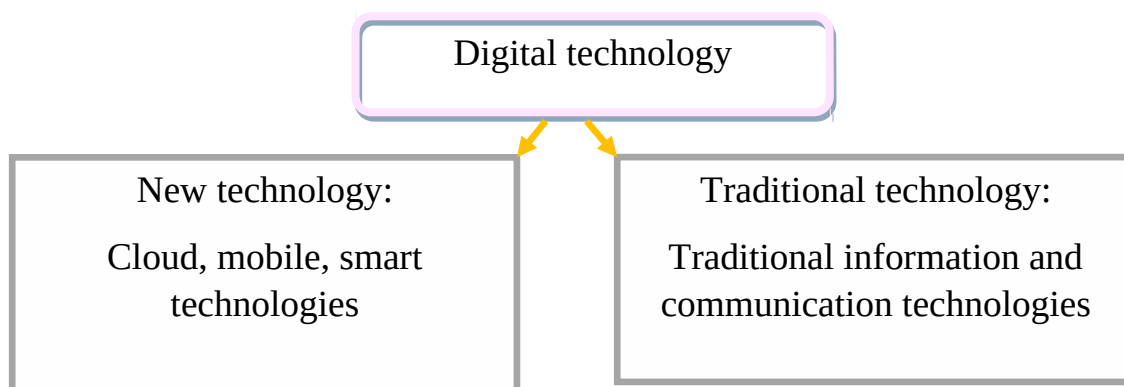 Digital technology
New technology:
Cloud, mobile, smart
technologies
Traditional technology:
Traditional information and
communication technologies